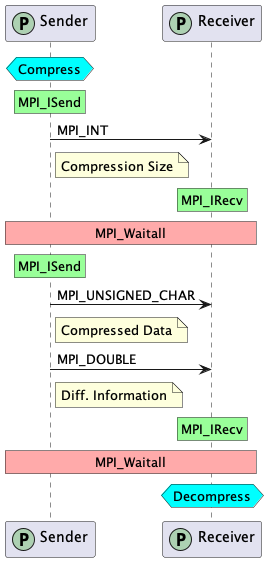 P Sender P Receiver
Compress
MPI_ISend
MPI_INT
Compression Size
MPI_IRecv
MPI_Waitall
MPI_ISend
MPI_UNSIGNED_CHAR
Compressed Data
MPI_DOUBLE
Diff. Information
MPI_IRecv
MPI_Waitall
Decompress
P Sender P Receiver